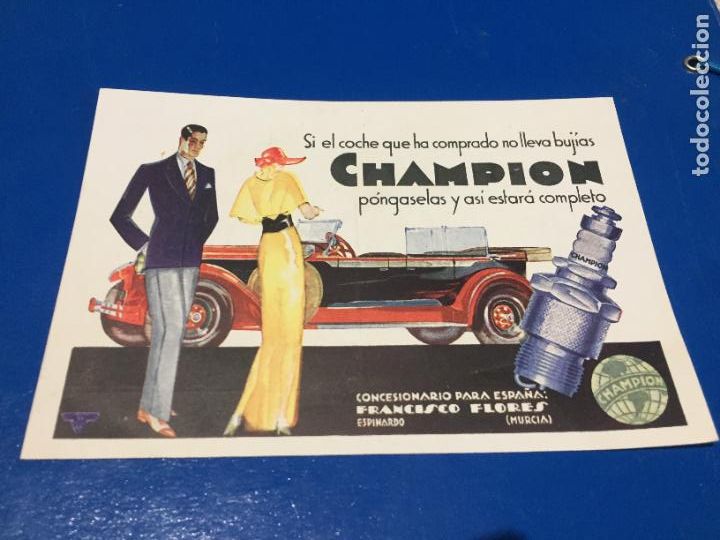 Si el coche que ha comprado no lleva bujías
CHAMPION
póngaselas y así estará completo
CHAMPION
CHAMPION
CONCESIONARIO PARA ESPAÑA:
FRANCISCO FLORES
ESPINARDO (MURCIA)
todocoleccion